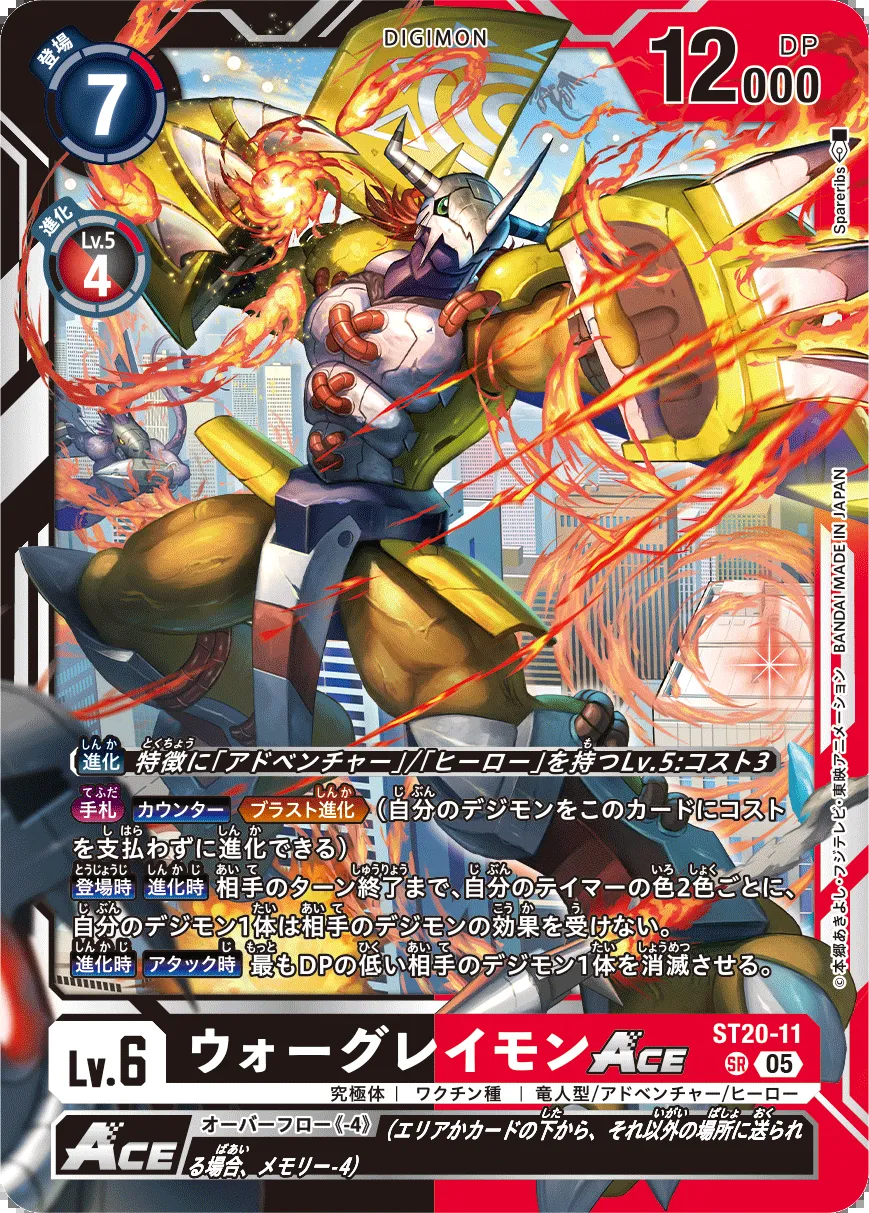 DIGIMON
登場
7
12000
DP
進化
Lv.5
4
Spareribs
©本郷あきよし・フジテレビ・東映アニメーション BANDAI MADE IN JAPAN
進化 特徴に「アドベンチャー」/「ヒーロー」を持つLv.5:コスト3
手札 カウンター ブラスト進化 (自分のデジモンをこのカードにコスト
を支払わずに進化できる)
登場時 進化時 相手のターン終了まで、自分のテイマーの色2色ごとに、
自分のデジモン1体は相手のデジモンの効果を受けない。
進化時 アタック時 最もDPの低い相手のデジモン1体を消滅させる。
Lv.6
ウォーグレイモンACE
ST20-11
SR 05
究極体 | ワクチン種 | 竜人型/アドベンチャー/ヒーロー
ACE
オーバーフロー《-4》 (エリアかカードの下から、それ以外の場所に送られ
る場合、メモリー-4)